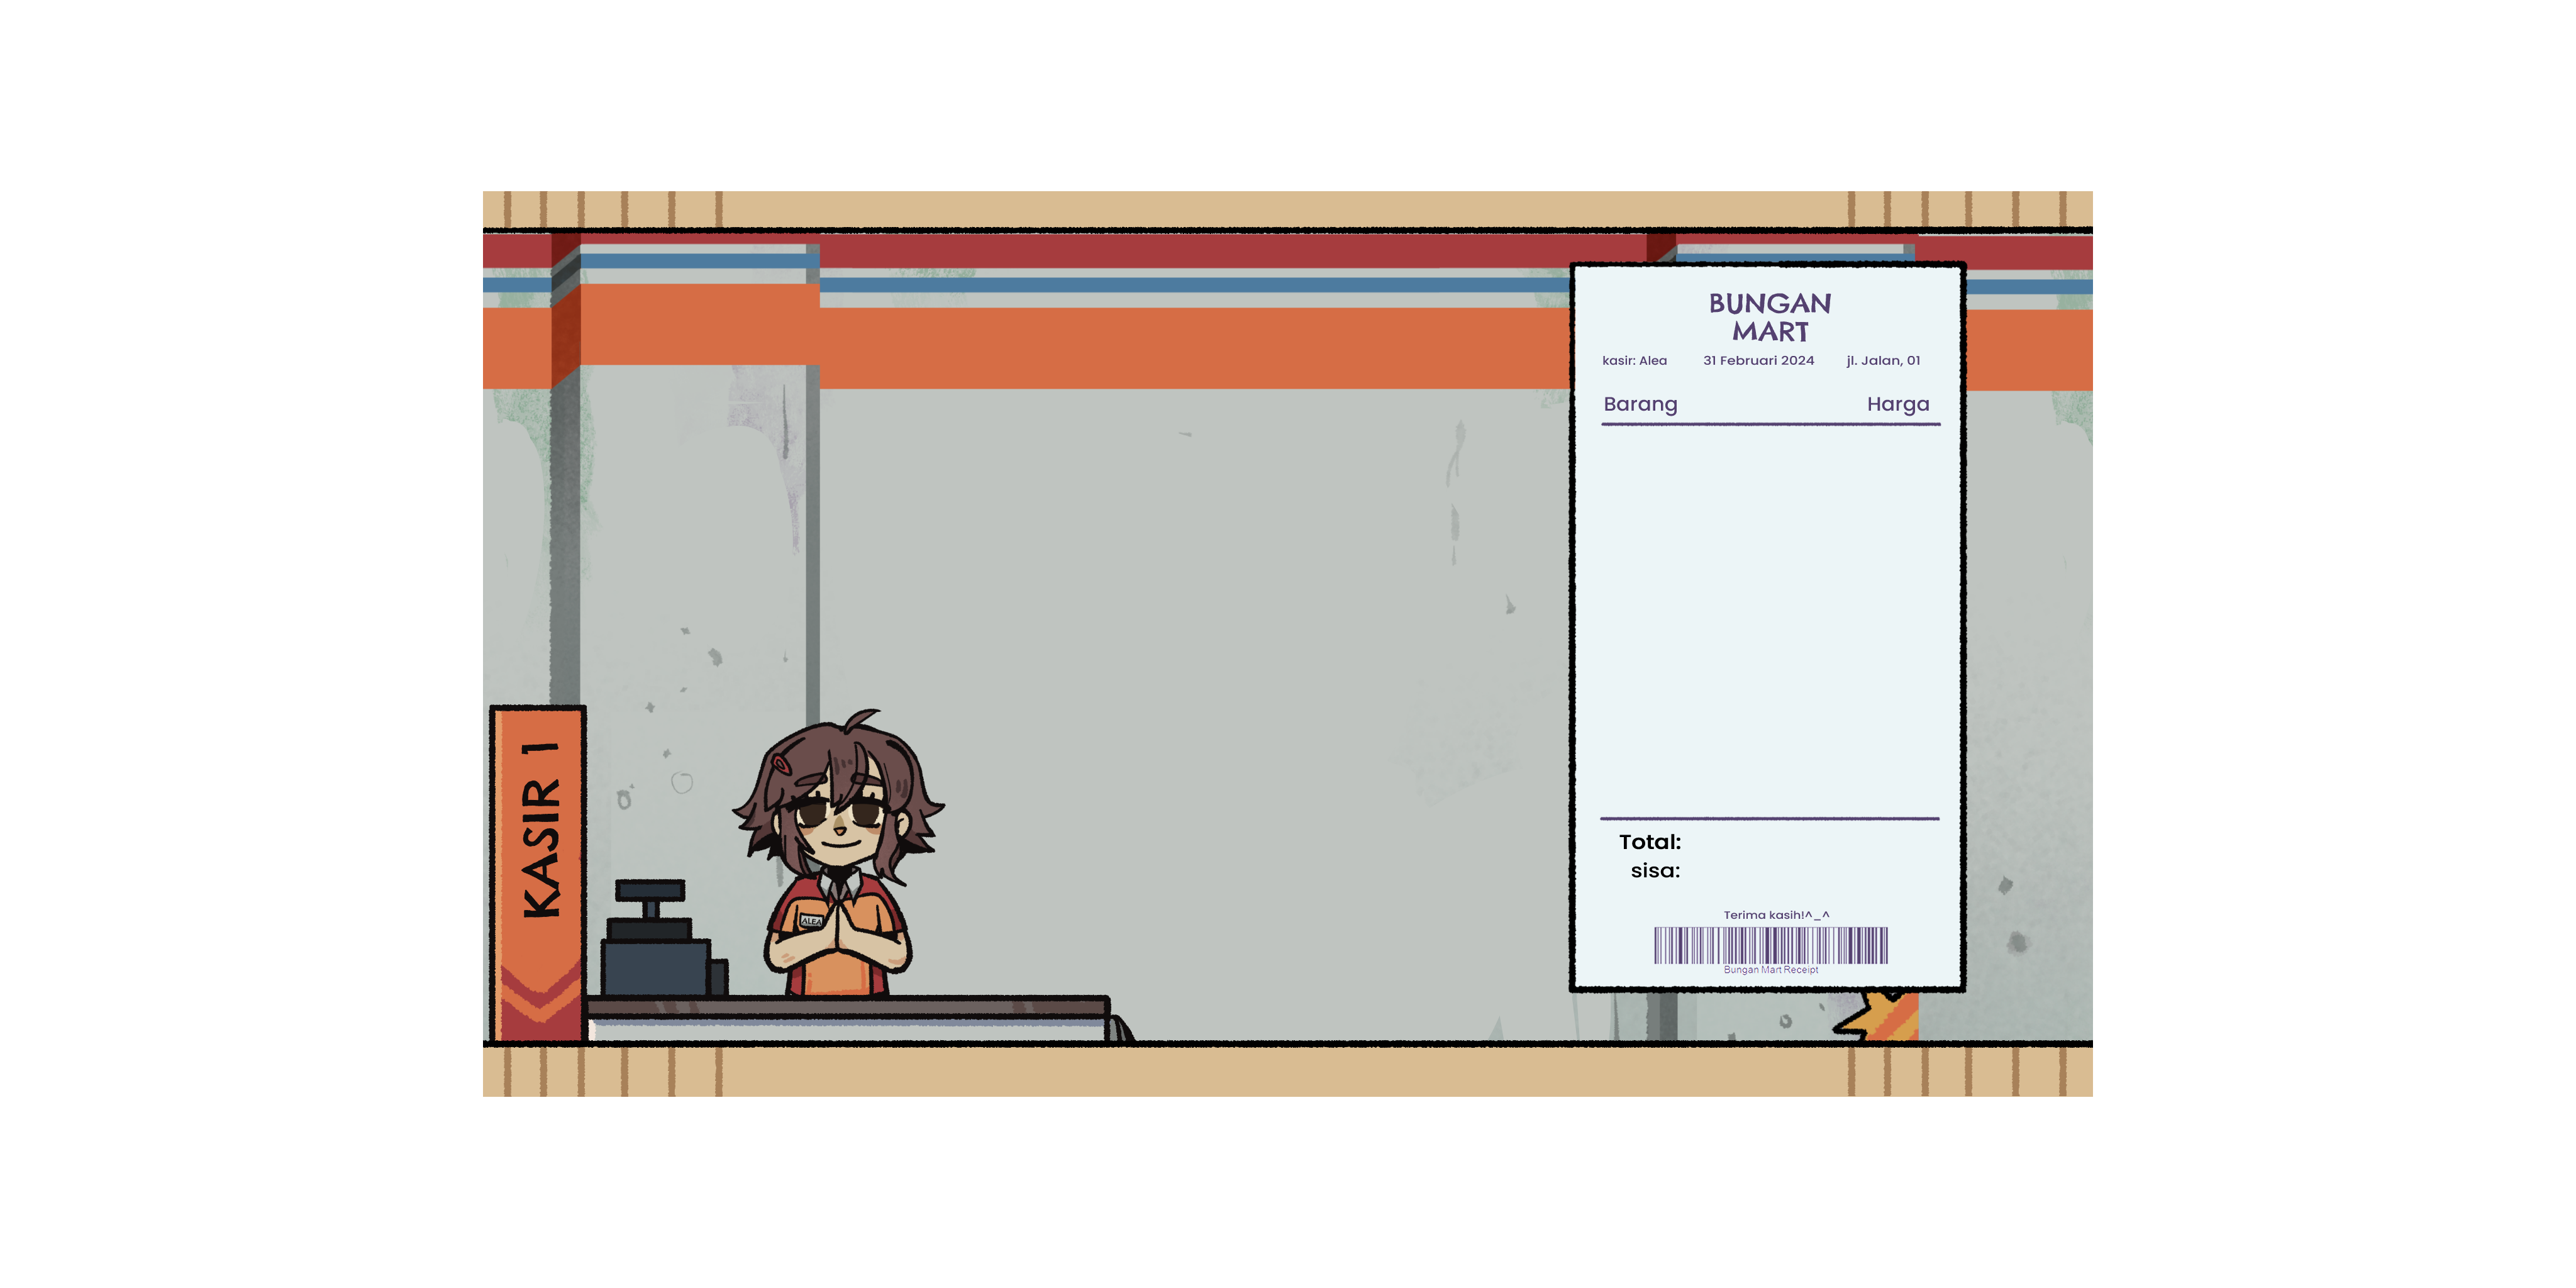 BUNGAN
MART
kasir: Alea 31 Februari 2024 jl. Jalan, 01
Barang Harga
Total:
sisa:
Terima kasih!^_^
Bungan Mart Receipt
KASIR 1
ALEA